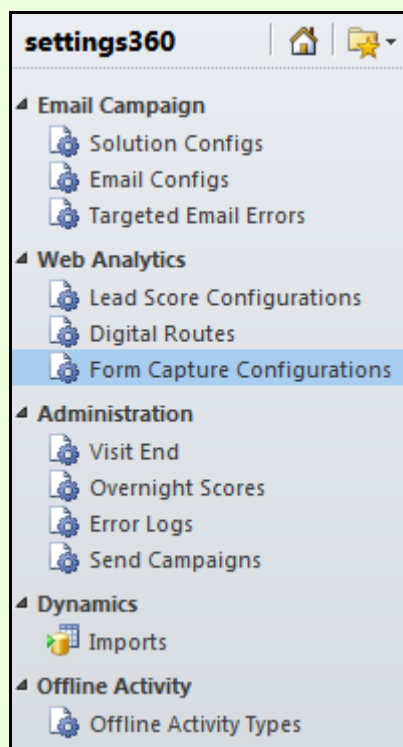 settings360
Email Campaign
Solution Configs
Email Configs
Targeted Email Errors
Web Analytics
Lead Score Configurations
Digital Routes
Form Capture Configurations
Administration
Visit End
Overnight Scores
Error Logs
Send Campaigns
Dynamics
Imports
Offline Activity
Offline Activity Types